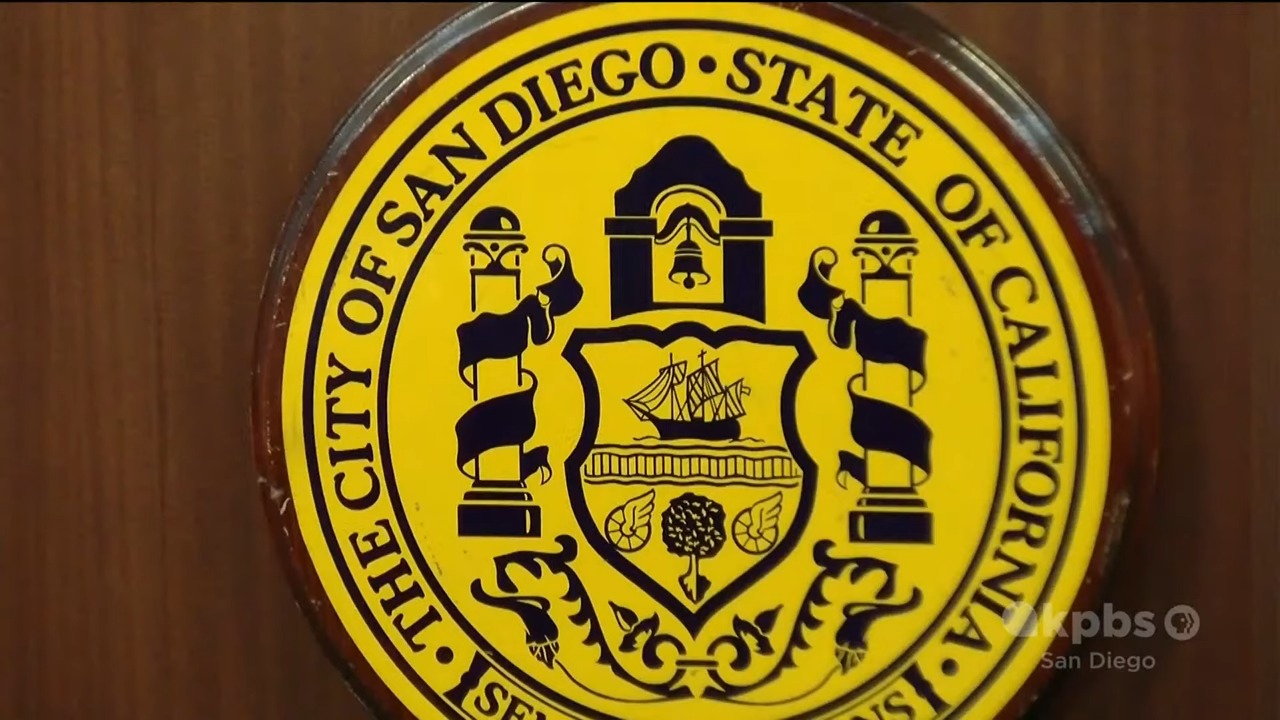 THE CITY OF SAN DIEGO • STATE OF CALIFORNIA •
kpbs
San Diego